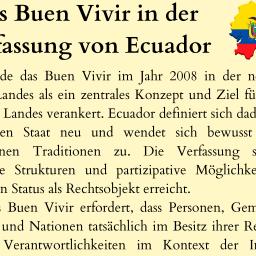 s Buen Vivir in der
fassung von Ecuador
de das Buen Vivir im Jahr 2008 in der n
Landes als ein zentrales Konzept und Ziel fü
Landes verankert. Ecuador definiert sich dad
en Staat neu und wendet sich bewusst
nen Traditionen zu. Die Verfassung s
e Strukturen und partizipative Möglichke
n Status als Rechtsobjekt erreicht.
s Buen Vivir erfordert, dass Personen, Gem
und Nationen tatsächlich im Besitz ihrer Re
Verantwortlichkeiten im Kontext der In